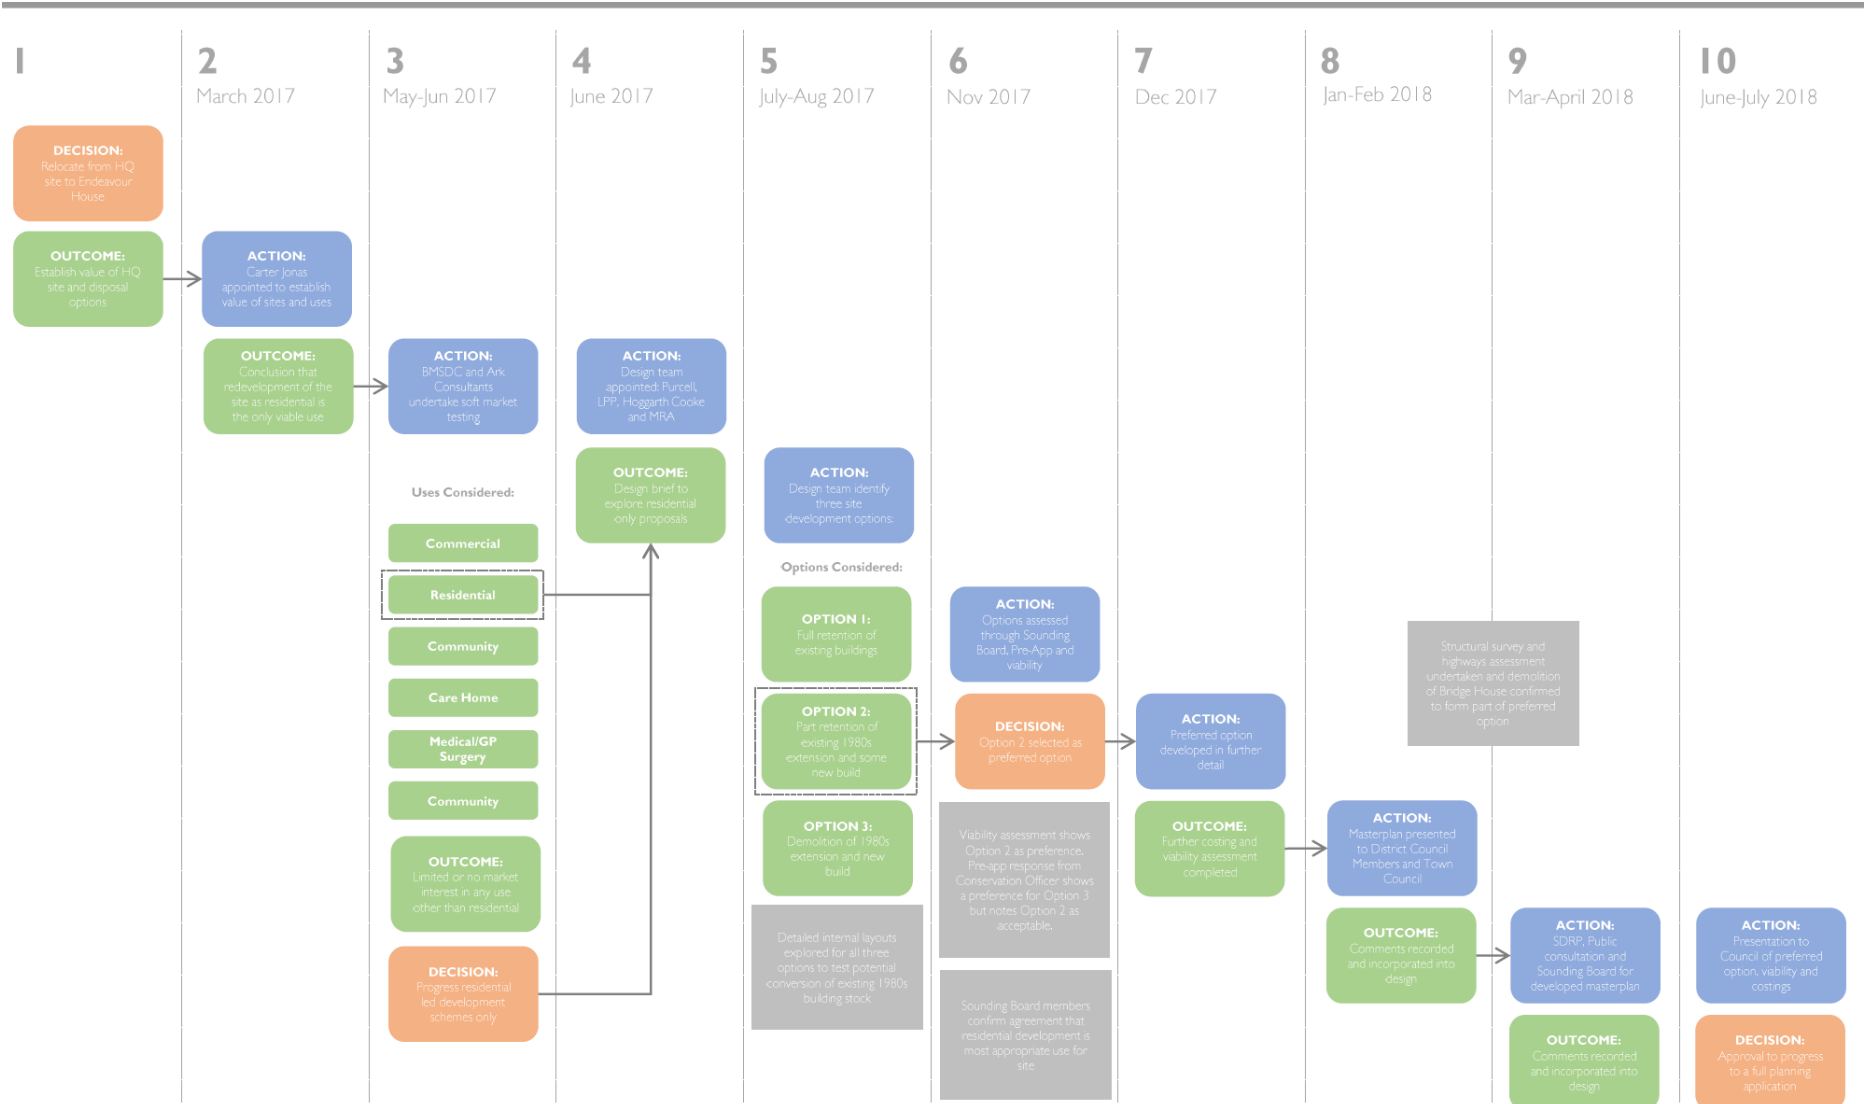 1
DECISION:
Relocate from HQ
site to Endeavour
House
OUTCOME:
Establish value of HQ
site and disposal
options
2
March 2017
ACTION:
Carter Jonas
appointed to establish
value of sites and uses
OUTCOME:
Conclusion that
redevelopment of the
site as residential is
the only viable use
3
May-Jun 2017
ACTION:
BMSDC and Ark
Consultants
undertake soft market
testing
Uses Considered:
Commercial
Residential
Community
Care Home
Medical/GP
Surgery
Community
OUTCOME:
Limited or no market
interest in any use
other than residential
DECISION:
Progress residential
led development
schemes only
4
June 2017
ACTION:
Design team
appointed: Purcell,
LPP, Hoggarth Cooke
and MRA
OUTCOME:
Design brief to
explore residential
only proposals
5
July-Aug 2017
ACTION:
Design team identify
three site
development options:
Options Considered:
OPTION 1:
Full retention of
existing buildings
OPTION 2:
Part retention of
existing 1980s
extension and some
new build
OPTION 3:
Demolition of 1980s
extension and new
build
Detailed internal layouts
explored for all three
options to test potential
conversion of existing 1980s
building stock
6
Nov 2017
ACTION:
Options assessed
through Sounding
Board, Pre-App and
viability
DECISION:
Option 2 selected as
preferred option
Viability assessment shows
Option 2 as preference.
Pre-app response from
Conservation Officer shows
a preference for Option 3
but notes Option 2 as
acceptable.
Sounding Board members
confirm agreement that
residential development is
most appropriate use for
site
7
Dec 2017
ACTION:
Preferred option
developed in further
detail
OUTCOME:
Further costing and
viability assessment
completed
8
Jan-Feb 2018
ACTION:
Masterplan presented
to District Council
Members and Town
Council
OUTCOME:
Comments recorded
and incorporated into
design
9
Mar-April 2018
Structural survey and
highways assessment
undertaken and demolition
of Bridge House confirmed
to form part of preferred
option
ACTION:
SDRP, Public
consultation and
Sounding Board for
developed masterplan
OUTCOME:
Comments recorded
and incorporated into
design
10
June-July 2018
ACTION:
Presentation to
Council of preferred
option, viability and
costings
DECISION:
Approval to progress
to a full planning
application